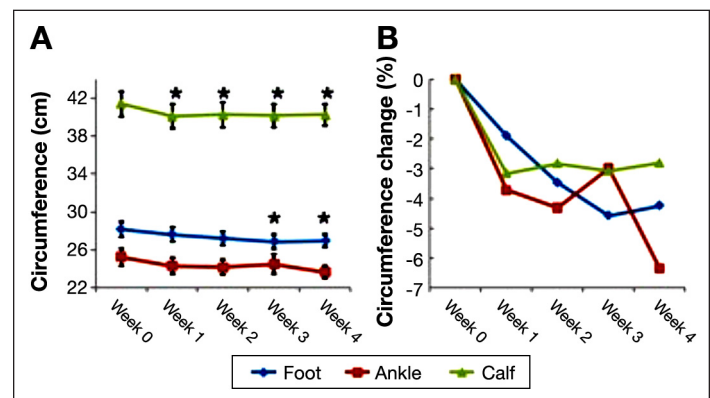 A
Circumference (cm)
42
38
34
30
26
22
* * * *
* *
Week 0 Week 1 Week 2 Week 3 Week 4
B
Circumference change (%)
0
-1
-2
-3
-4
-5
-6
-7
Week 0 Week 1 Week 2 Week 3 Week 4
Foot Ankle Calf